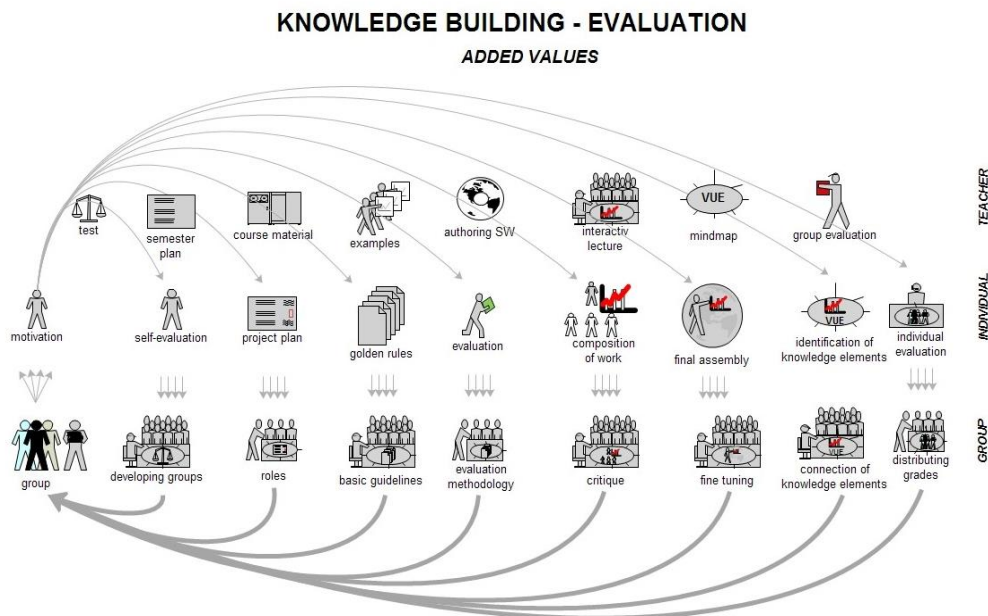 KNOWLEDGE BUILDING - EVALUATION
ADDED VALUES
TEACHER
test
semester
plan
course material
examples
authoring SW
interactiv
lecture
VUE
mindmap
group evaluation
INDIVIDUAL
motivation
self-evaluation
project plan
golden rules
evaluation
composition
of work
final assembly
VUE
identification of
knowledge elements
individual
evaluation
GROUP
group
developing groups
roles
basic guidelines
evaluation
methodology
critique
fine tuning
VUE
connection of
knowledge elements
distributing
grades